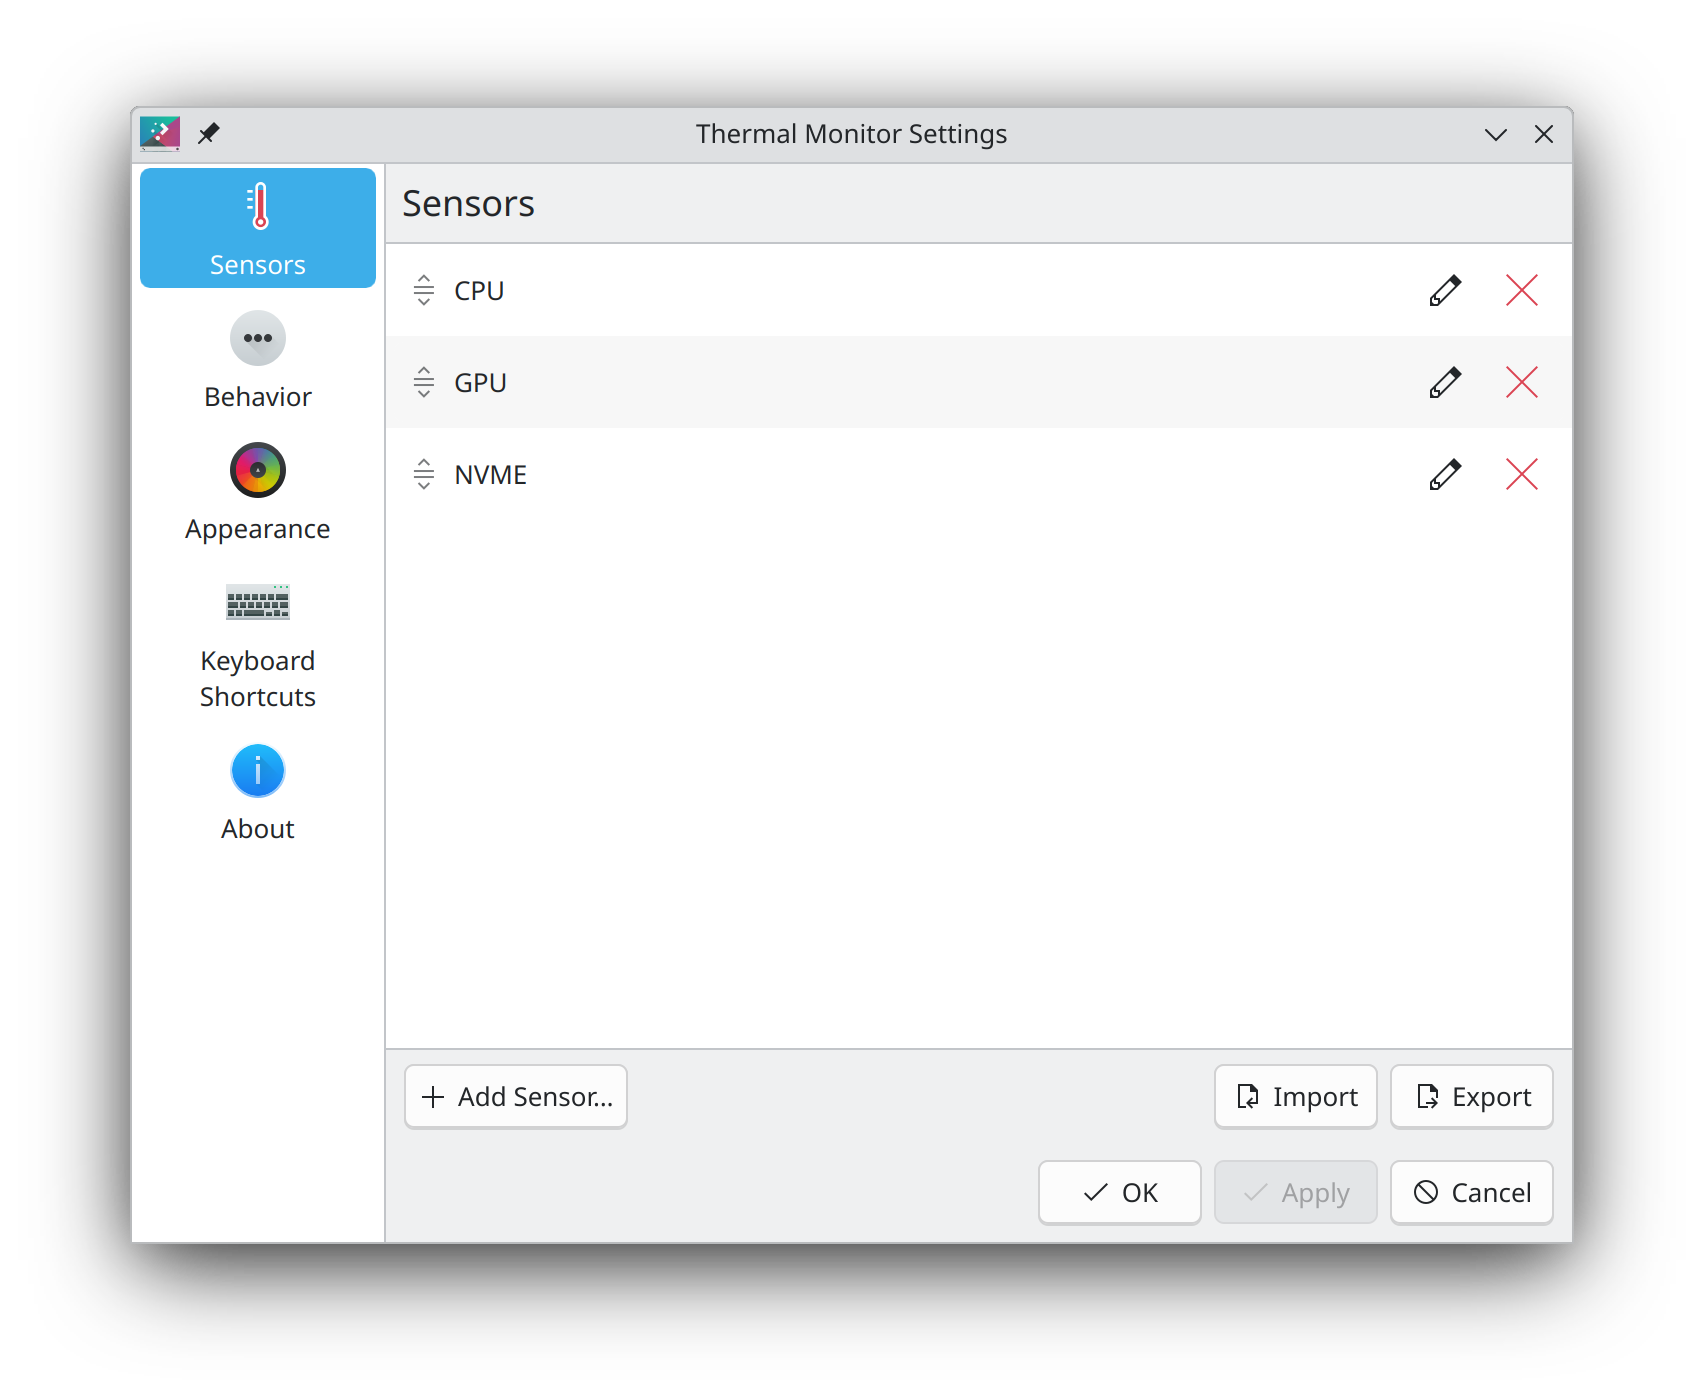 Thermal Monitor Settings
Sensors
Behavior
Appearance
Keyboard
Shortcuts
About
Sensors
CPU
GPU
NVME
Add Sensor...
Import
Export
OK
Apply
Cancel